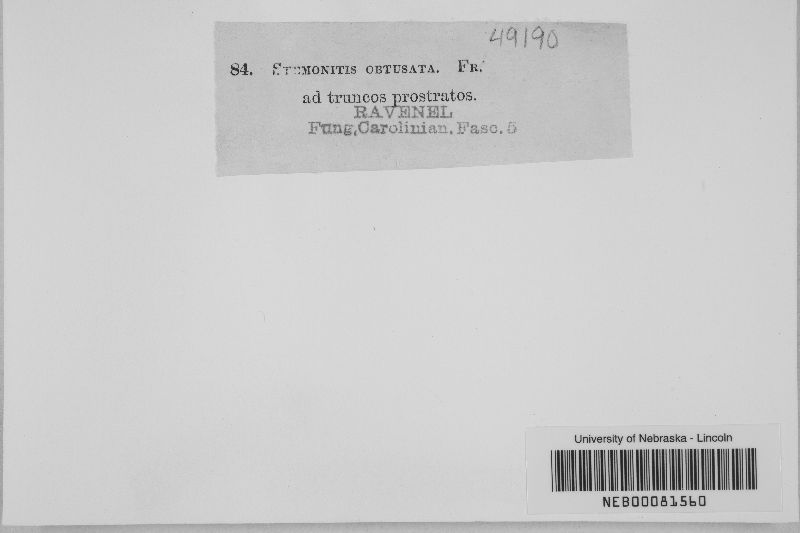 49190
84. STEMONITIS OBTUSATA. FR.
ad truncos prostratos.
RAVENEL
Fung. Carolinian. Fasc. 5
University of Nebraska - Lincoln
NEB00081560